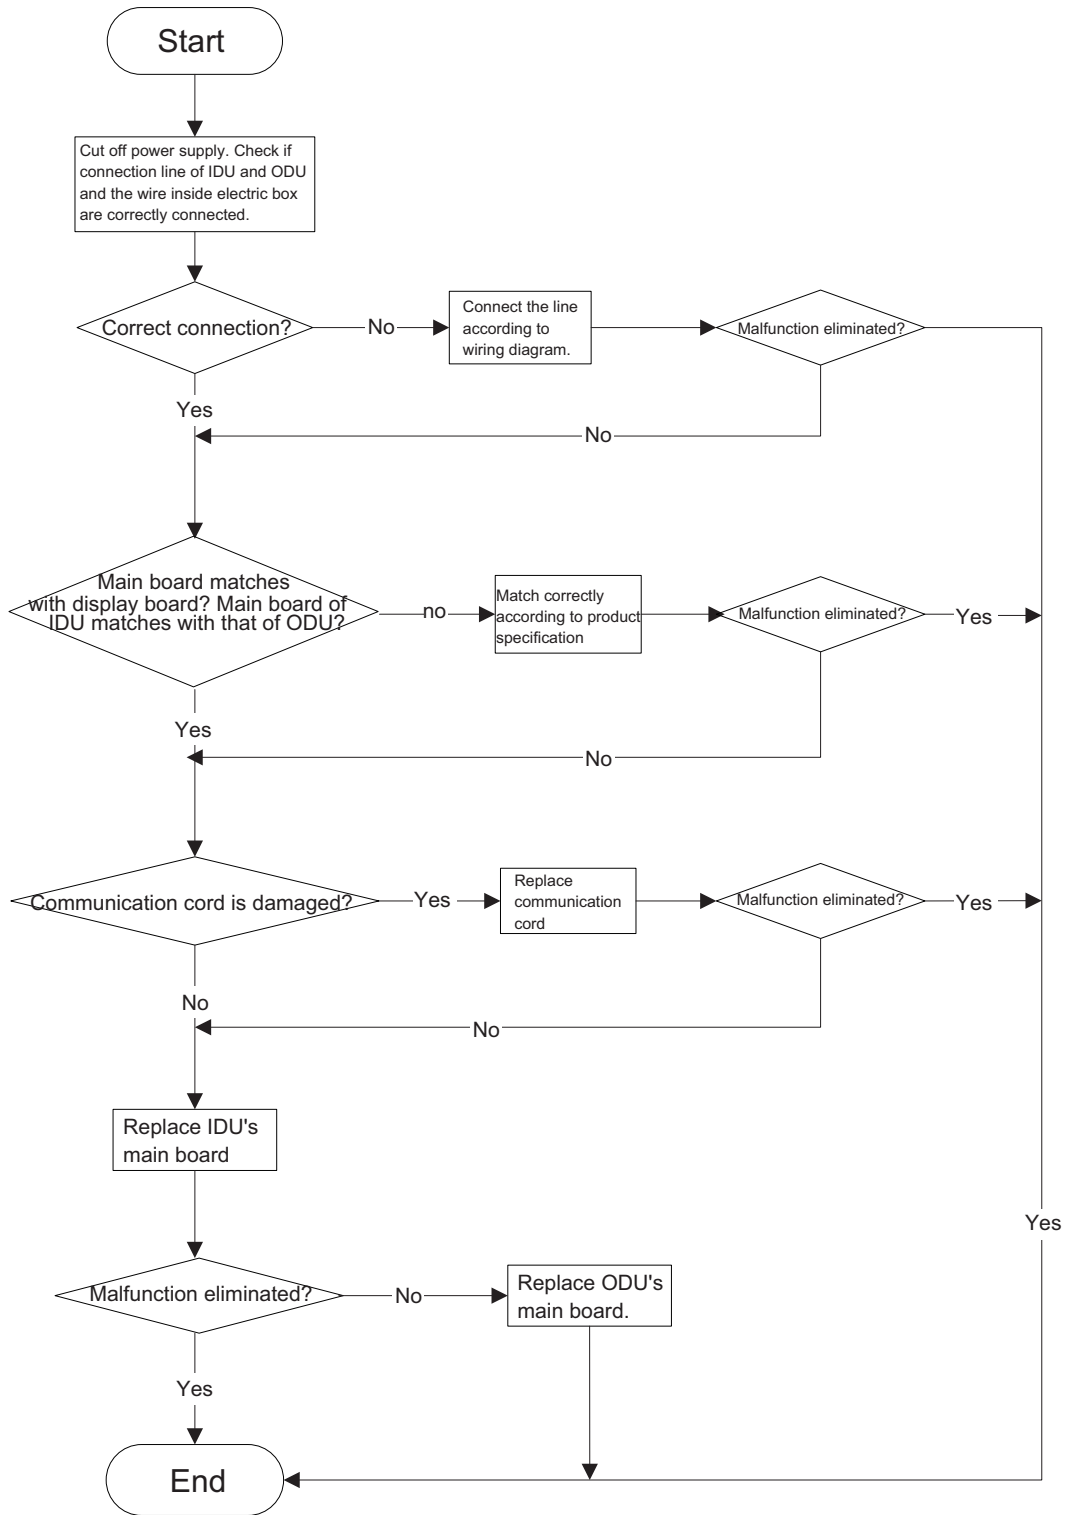 Start
Cut off power supply. Check if
connection line of IDU and ODU
and the wire inside electric box
are correctly connected.
Correct connection?
No
Connect the line
according to
wiring diagram.
Malfunction eliminated?
Yes
No
Main board matches
with display board? Main board of
IDU matches with that of ODU?
no
Match correctly
according to product
specification
Malfunction eliminated?
Yes
Yes
No
Communication cord is damaged?
Yes
Replace
communication
cord
Malfunction eliminated?
Yes
No
No
Replace IDU's
main board
Yes
Malfunction eliminated?
No
Replace ODU's
main board.
Yes
End